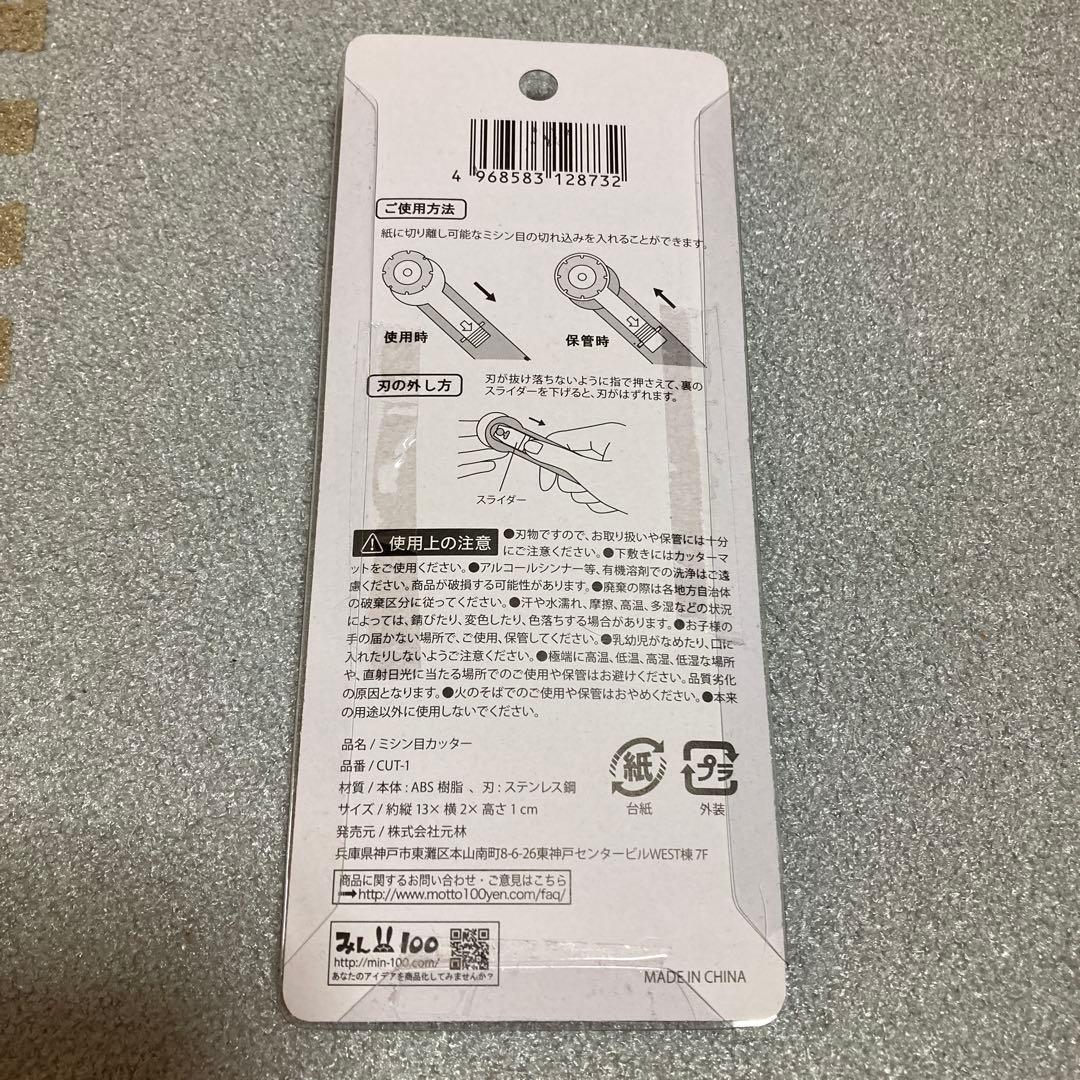 4 968583 128732
ご使用方法
紙に切り離し可能なミシン目の切れ込みを入れることができます。
使用時
保管時
刃の外し方
刃が抜け落ちないように指で押さえて、裏の
スライダーを下げると、刃がはずれます。
スライダー
使用上の注意
●刃物ですので、お取り扱いや保管には十分
にご注意ください。●下敷きにはカッターマ
ットをご使用ください。●アルコールシンナー等、有機溶剤での洗浄はご遠
慮ください。商品が破損する可能性があります。●廃棄の際は各地方自治体
の破棄区分に従ってください。●汗や水濡れ、摩擦、高温、多湿などの状況
によっては、錆びたり、変色したり、色落ちする場合があります。●お子様の
手の届かない場所で、ご使用、保管してください。●乳幼児がなめたり、口に
入れたりしないようご注意ください。●極端に高温、低温、高湿、低湿な場所
や、直射日光に当たる場所でのご使用や保管はお避けください。品質劣化
の原因となります。●火のそばでのご使用や保管はおやめください。●本来
の用途以外に使用しないでください。
品名 / ミシン目カッター
品番 / CUT-1
材質 / 本体 : ABS 樹脂 、刃 : ステンレス鋼
サイズ / 約縦 13× 横 2× 高さ 1 cm
発売元 / 株式会社元林
兵庫県神戸市東灘区本山南町8-6-26東神戸センタービルWEST棟 7F
紙
台紙
プラ
外装
商品に関するお問い合わせ・ご意見はこちら
➡http://www.motto100yen.com/faq/
みん 100
http://min-100.com/
あなたのアイデアを商品化してみませんか?
MADE IN CHINA